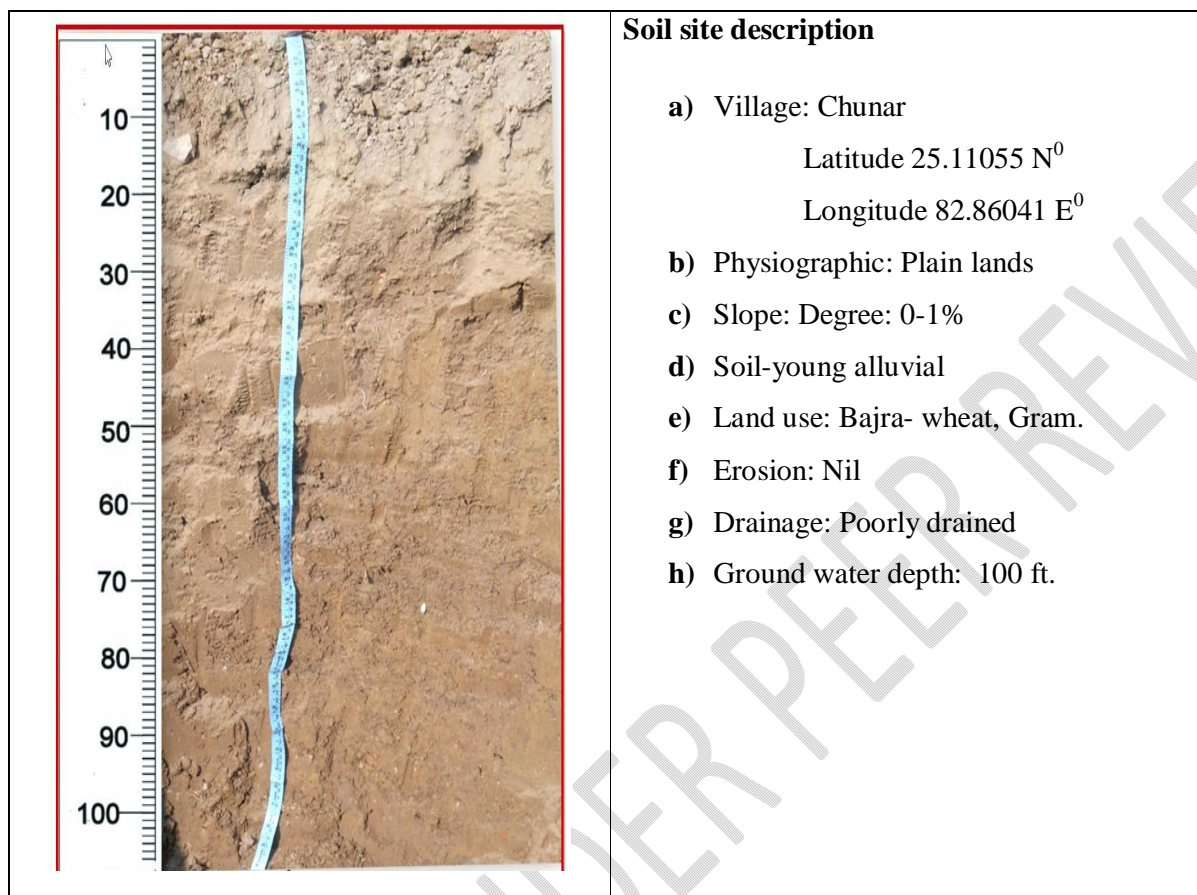 10
20
30
40
50
60
70
80
90
100
Soil site description
a) Village: Chunar
Latitude 25.11055 N⁰
Longitude 82.86041 E⁰
b) Physiographic: Plain lands
c) Slope: Degree: 0-1%
d) Soil-young alluvial
e) Land use: Bajra- wheat, Gram.
f) Erosion: Nil
g) Drainage: Poorly drained
h) Ground water depth: 100 ft.
PEER